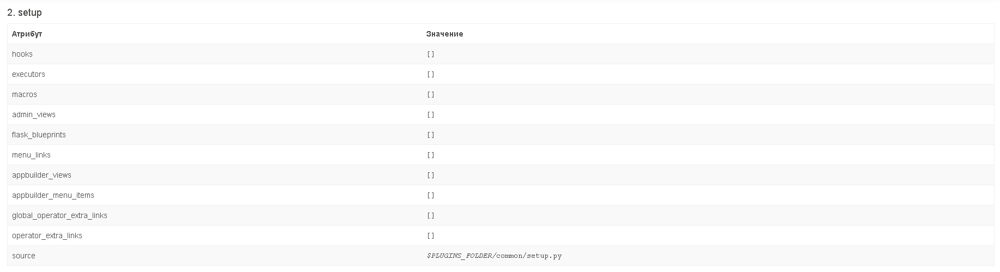 2. setup
Атрибут Значение
hooks []
executors []
macros []
admin_views []
flask_blueprints []
menu_links []
appbuilder_views []
appbuilder_menu_items []
global_operator_extra_links []
operator_extra_links []
source $PLUGINS_FOLDER/common/setup.py